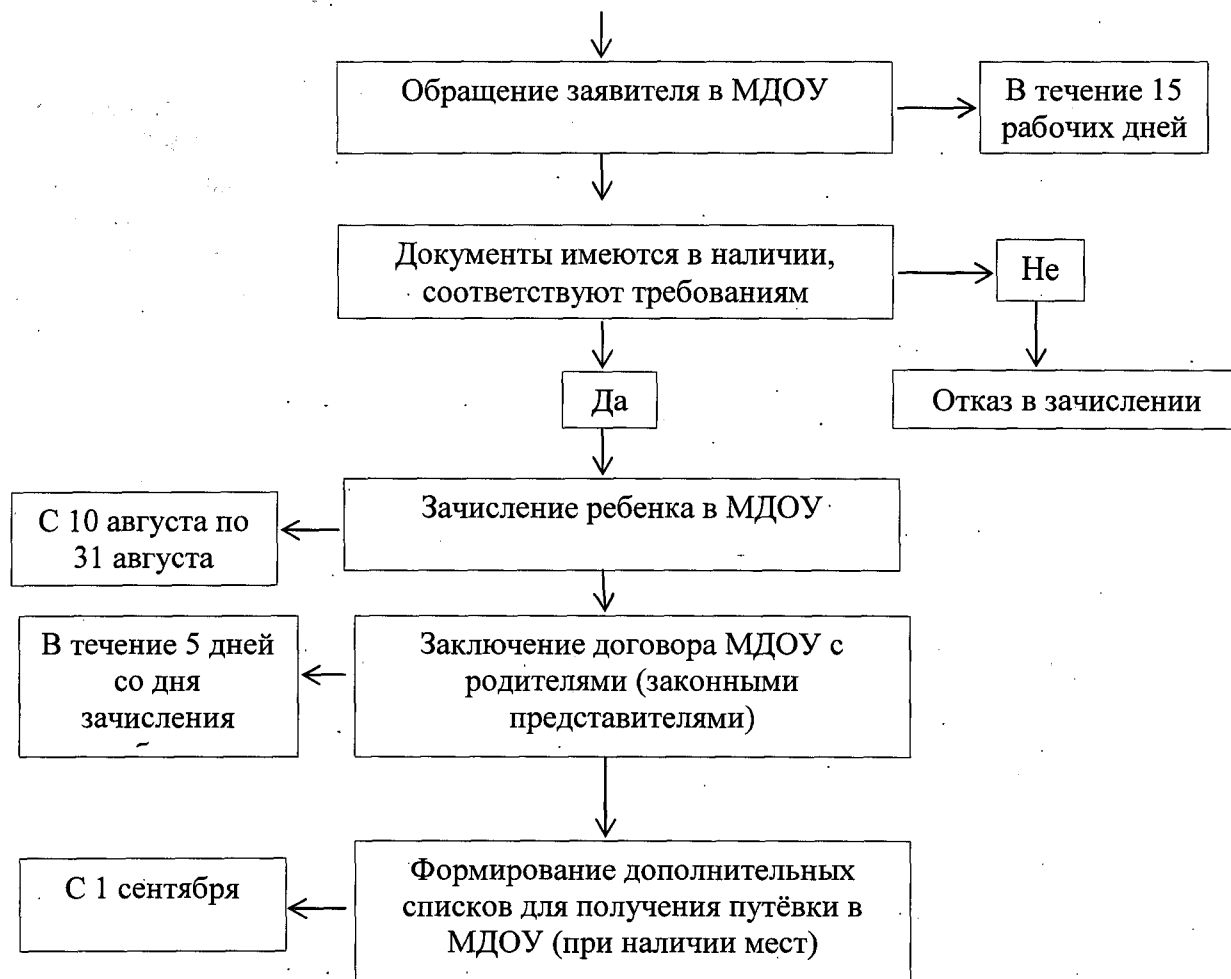 Обращение заявителя в МДОУ
В течение 15
рабочих дней
Документы имеются в наличии,
соответствуют требованиям
Не
Да
Отказ в зачислении
Зачисление ребенка в МДОУ
С 10 августа по
31 августа
Заключение договора МДОУ с
родителями (законными
представителями)
В течение 5 дней
со дня
зачисления
Формирование дополнительных
списков для получения путёвки в
МДОУ (при наличии мест)
С 1 сентября